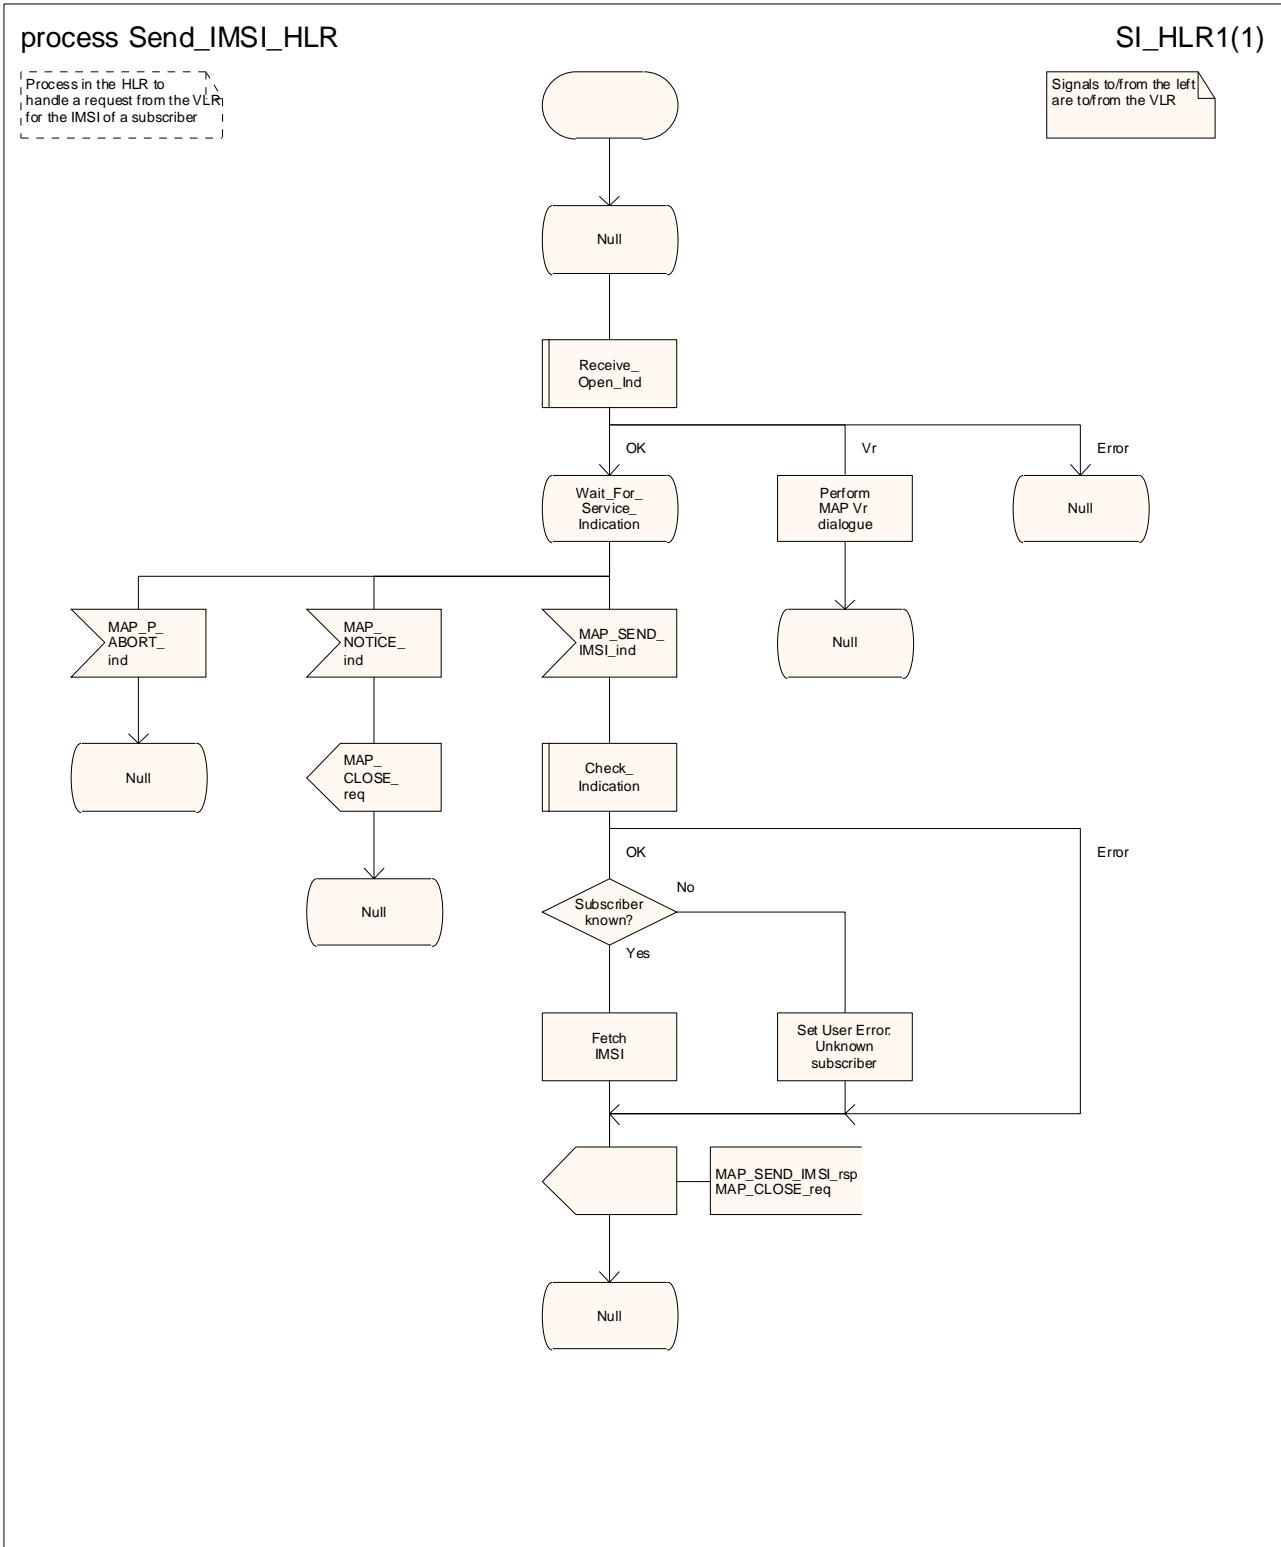 process Send_IMSI_HLR
SI_HLR1(1)
Process in the HLR to
handle a request from the VLR
for the IMSI of a subscriber
Signals to/from the left
are to/from the VLR
Null
Receive_
Open_Ind
OK
Vr
Error
Wait_For_
Service_
Indication
Perform
MAP Vr
dialogue
Null
MAP_P_
ABORT_
ind
MAP_
NOTICE_
ind
MAP_SEND_
IMSI_ind
Null
Null
MAP_
CLOSE_
req
Check_
Indication
OK
Error
Null
Subscriber
known?
No
Yes
Fetch
IMSI
Set User Error:
Unknown
subscriber
MAP_SEND_IMSI_rsp
MAP_CLOSE_req
Null